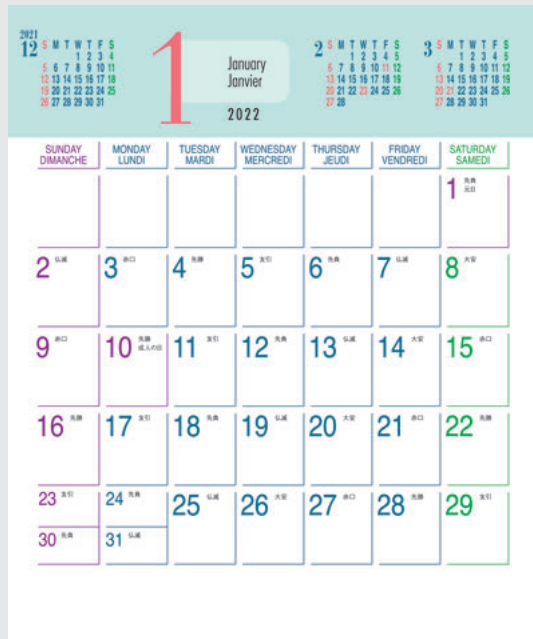 2021
12
S M T W T F S
1 2 3 4
5 6 7 8 9 10 11
12 13 14 15 16 17 18
19 20 21 22 23 24 25
26 27 28 29 30 31
1
January
Janvier
2022
2
S M T W T F S
1 2 3 4 5
6 7 8 9 10 11 12
13 14 15 16 17 18 19
20 21 22 23 24 25 26
27 28
3
S M T W T F S
1 2 3 4 5
6 7 8 9 10 11 12
13 14 15 16 17 18 19
20 21 22 23 24 25 26
27 28 29 30 31
SUNDAY MONDAY TUESDAY WEDNESDAY THURSDAY FRIDAY SATURDAY
DIMANCHE LUNDI MARDI MERCREDI JEUDI VENDREDI SAMEDI
1 先負
元日
2 仏滅 3 赤口 4 先勝 5 友引 6 先負 7 仏滅 8 大安
9 赤口 10 先勝 11 友引 12 先負 13 仏滅 14 大安 15 赤口
成人の日
16 先勝 17 友引 18 先負 19 仏滅 20 大安 21 赤口 22 先勝
23 友引 24 先負 25 仏滅 26 大安 27 赤口 28 先勝 29 友引
30 先負 31 仏滅